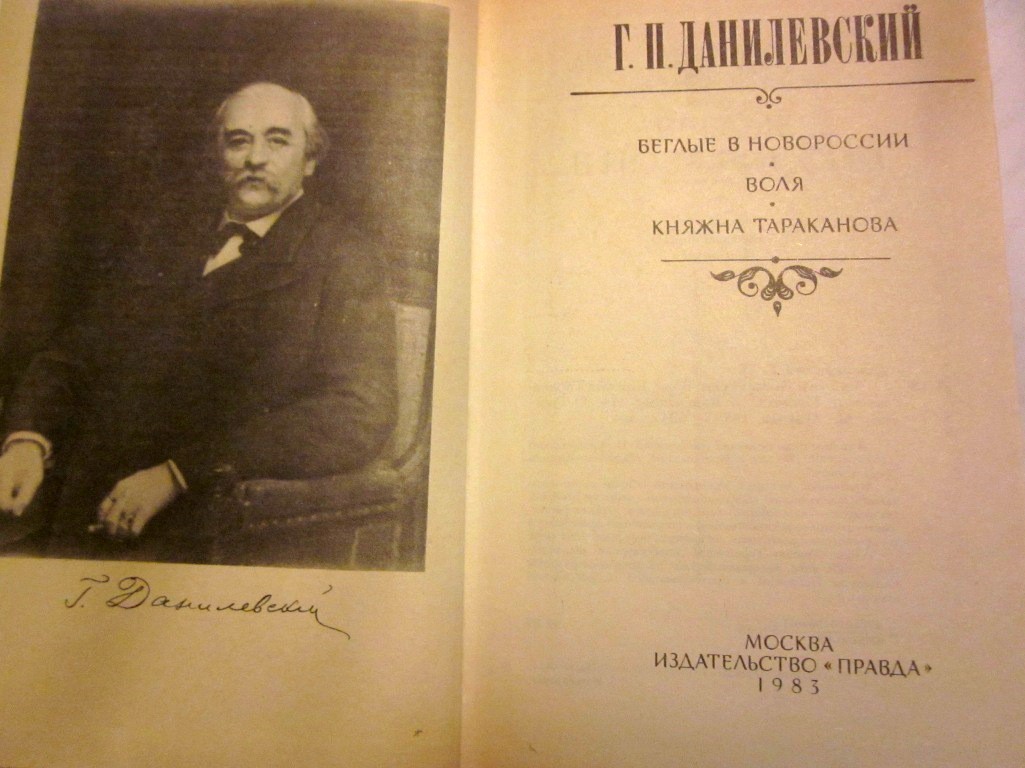 Г. Данилевский
Г. П. ДАНИЛЕВСКИЙ
БЕГЛЫЕ В НОВОРОССИИ
ВОЛЯ
КНЯЖНА ТАРАКАНОВА
МОСКВА
ИЗДАТЕЛЬСТВО «ПРАВДА»
1983